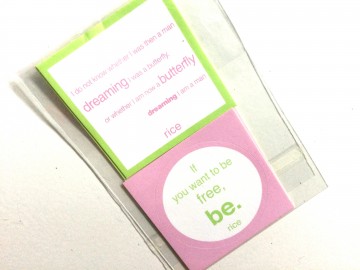 I do not know whether I was then a man
dreaming I was a butterfly,
or whether I am now a butterfly
dreaming I am a man
rice
if
you want to be
free,
be.
rice